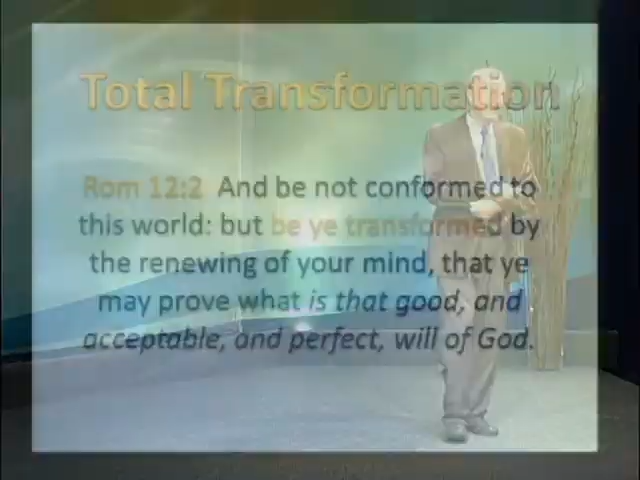 Total Transformation
Rom 12:2 And be not conformed to
this world: but be ye transformed by
the renewing of your mind, that ye
may prove what is that good, and
acceptable, and perfect, will of God.